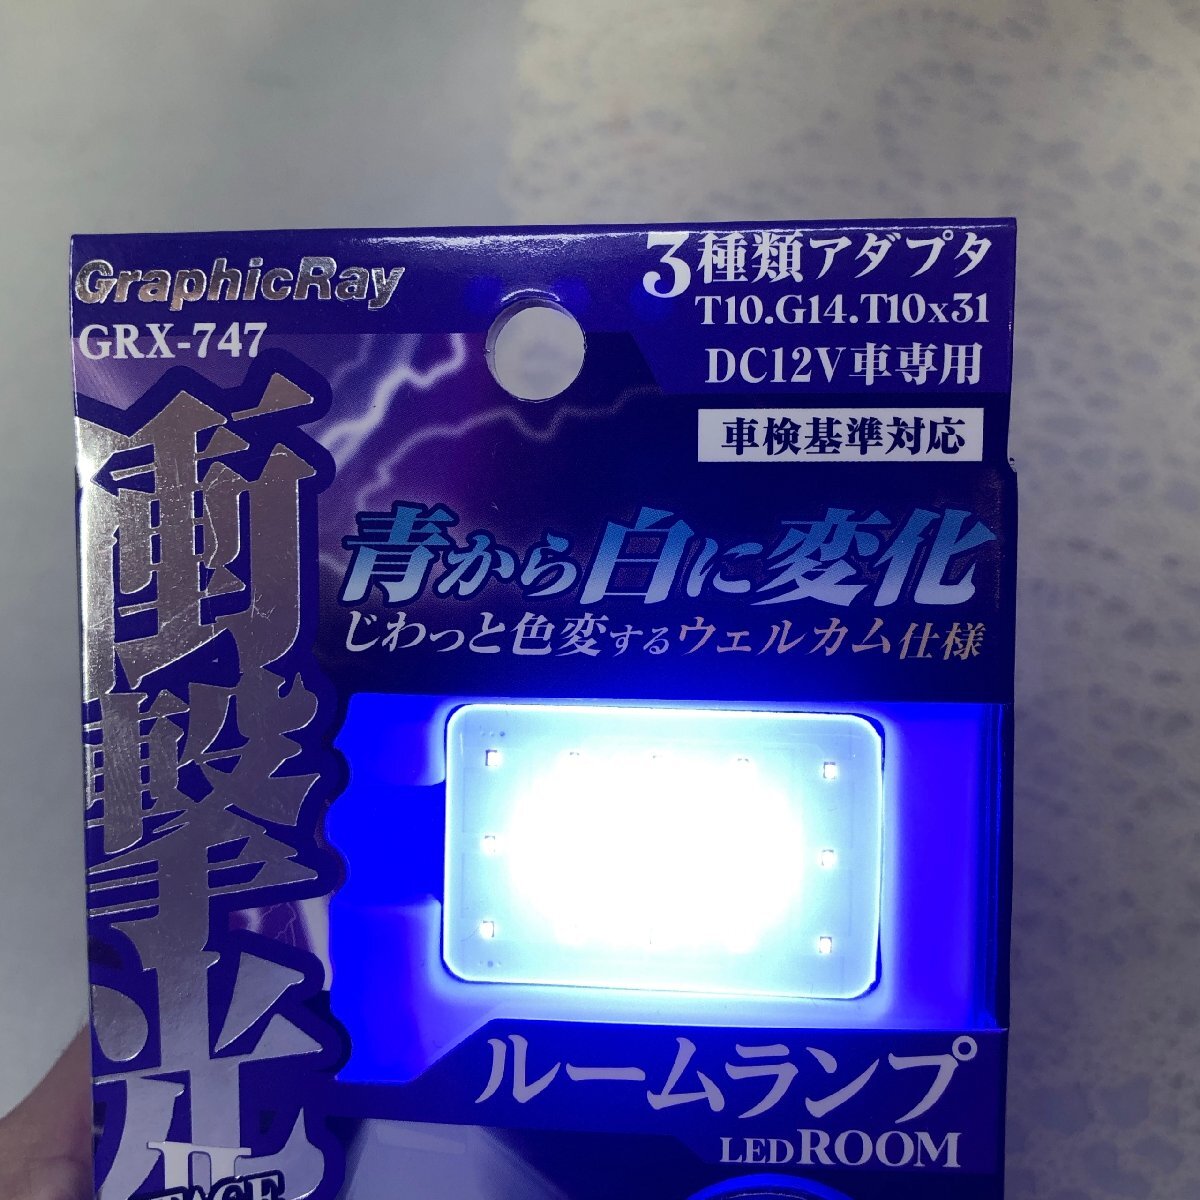 GraphicRay
GRX-747
3種類アダプタ
T10.G14.T10x31
DC12V車専用
車検基準対応
青から白に変化
じわっと色変するウェルカム仕様
衝撃光
II
FACE
ルームランプ
LED ROOM